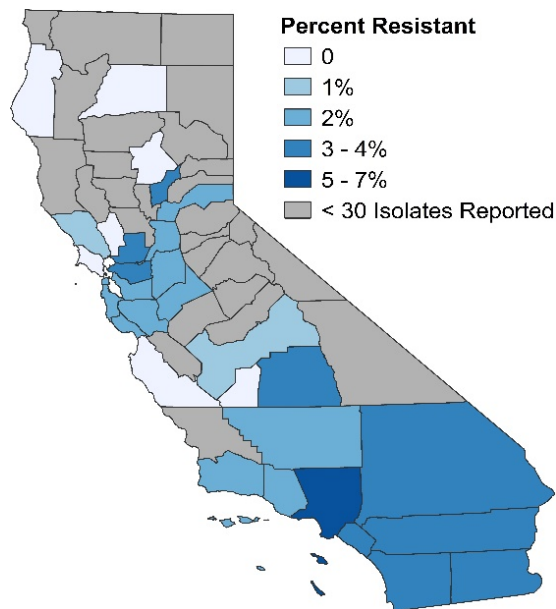 Percent Resistant
0
1%
2%
3 - 4%
5 - 7%
< 30 Isolates Reported